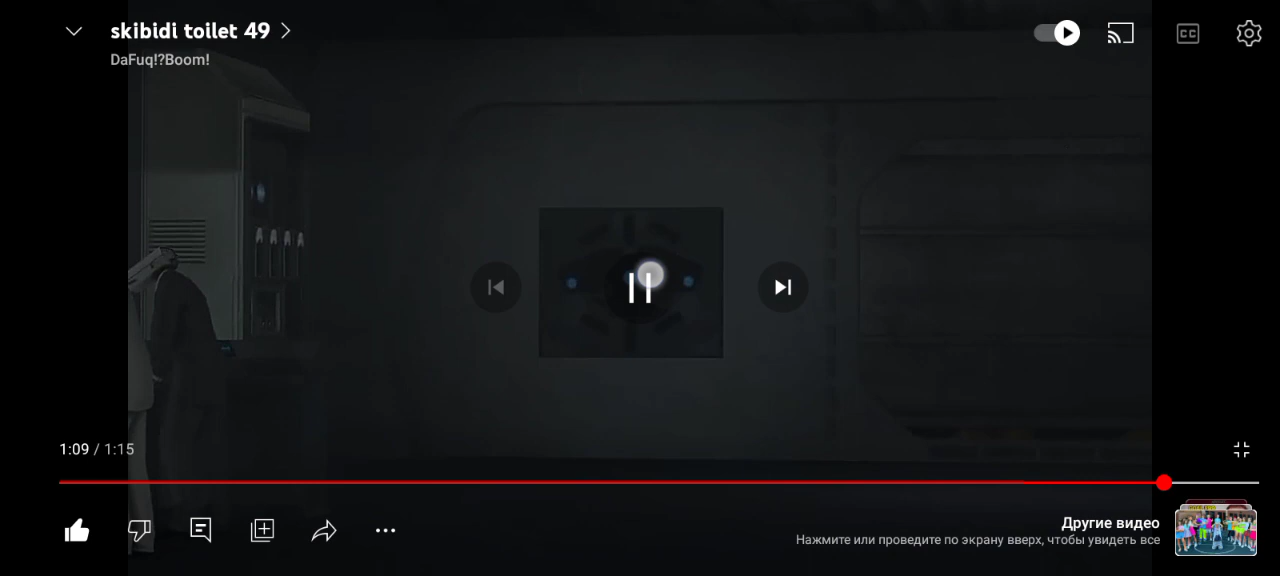 skibidi toilet 49
DaFuq!?Boom!
CC
1:09 / 1:15
Другие видео
Нажмите или проведите по экрану вверх, чтобы увидеть все